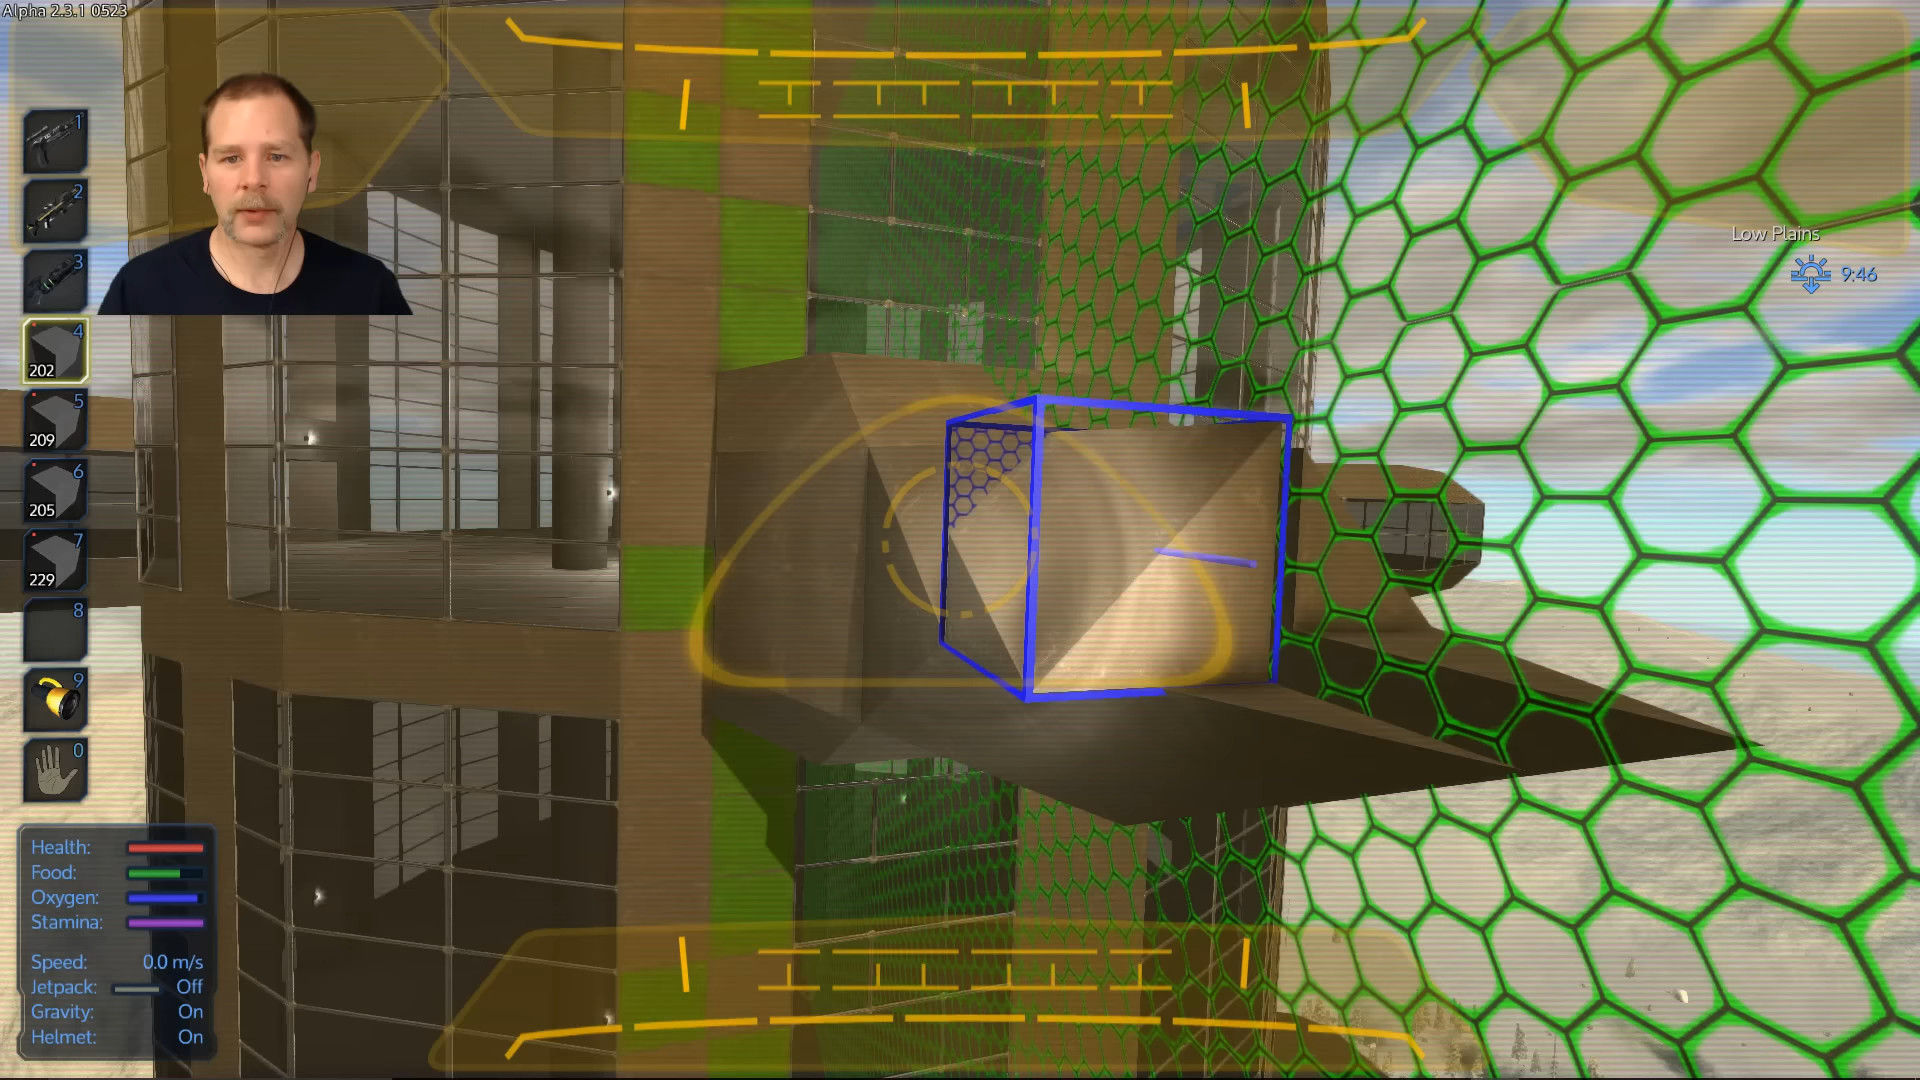 Alpha 2.3.1 0523
1
2
3
4
202
5
209
6
205
7
229
8
9
0
Low Plains
9:46
Health:
Food:
Oxygen:
Stamina:
Speed: 0.0 m/s
Jetpack: Off
Gravity: On
Helmet: On